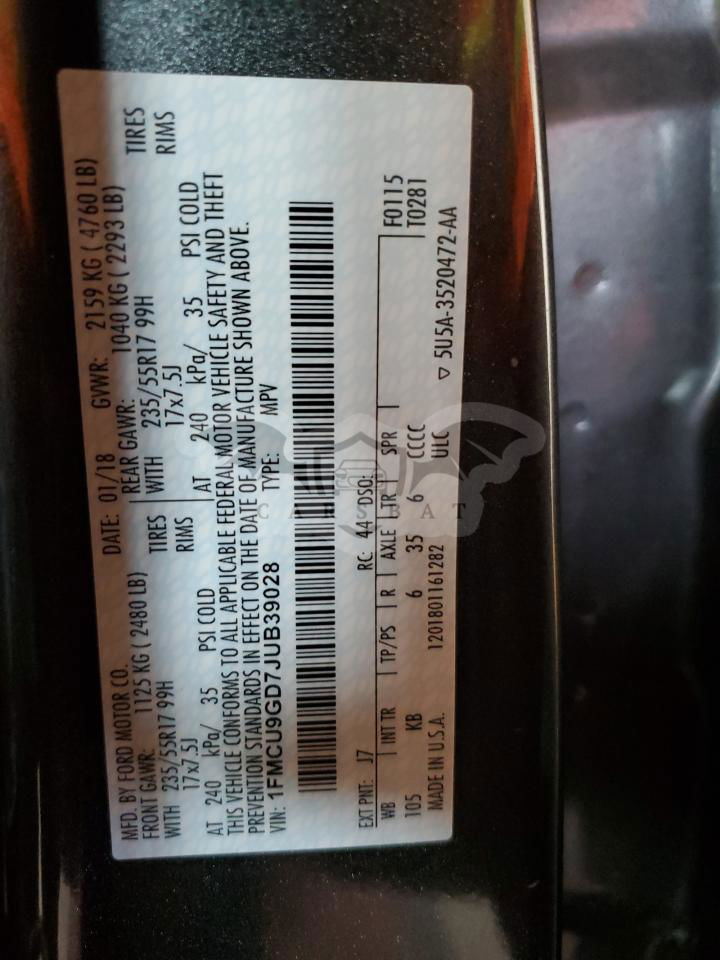 MFD. BY FORD MOTOR CO.
DATE: 01/18 GVWR: 2159 KG ( 4760 LB)
FRONT GAWR: 1125 KG ( 2480 LB) REAR GAWR: 1040 KG ( 2293 LB)
WITH 235/55R17 99H TIRES WITH 235/55R17 99H TIRES
17x7.5J RIMS 17x7.5J RIMS
AT 240 kPa/ 35 PSI COLD AT 240 kPa/ 35 PSI COLD
THIS VEHICLE CONFORMS TO ALL APPLICABLE FEDERAL MOTOR VEHICLE SAFETY AND THEFT
PREVENTION STANDARDS IN EFFECT ON THE DATE OF MANUFACTURE SHOWN ABOVE.
VIN: 1FMCU9GD7JUB39028 TYPE: MPV
EXT PNT: J7 RC: 44 DSO: F0115
WB INT TR TP/PS R AXLE TR SPR T0281
105 KB 6 35 6 CCCC
MADE IN U.S.A. 1201801161282 ULC ▽ 5U5A-3520472-AA
CARSBAT